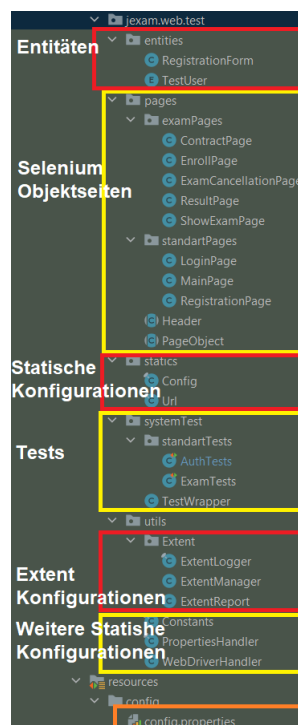 jexam.web.test
Entitäten
entities
RegistrationForm
TestUser
pages
examPages
ContractPage
EnrollPage
Selenium
Objektseiten
ExamCancellationPage
ResultPage
ShowExamPage
standartPages
LoginPage
MainPage
RegistrationPage
Header
PageObject
Statische
Konfigurationen
statics
Config
Url
systemTest
Tests
standartTests
AuthTests
ExamTests
TestWrapper
utils
Extent
ExtentLogger
Extent
Konfigurationen
ExtentManager
ExtentReport
Weitere Statishe
Konfigurationen
Constants
PropertiesHandler
WebDriverHandler
resources
config
config.properties